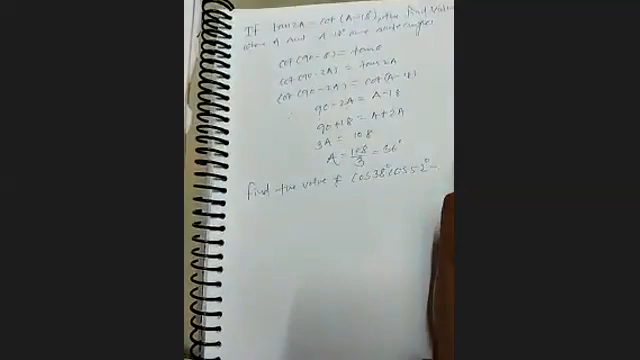 If tan2A = cot (A-18), the find value
where A and A-18° are acute angles
cot (90-θ) = tanθ
cot (90-2A) = tan2A
cot (90-2A) = cot (A-18)
∴ 90-2A = A-18
90+18 = A+2A
3A = 108
A = 108/3 = 36°
Find the value of cos38° cos52° -